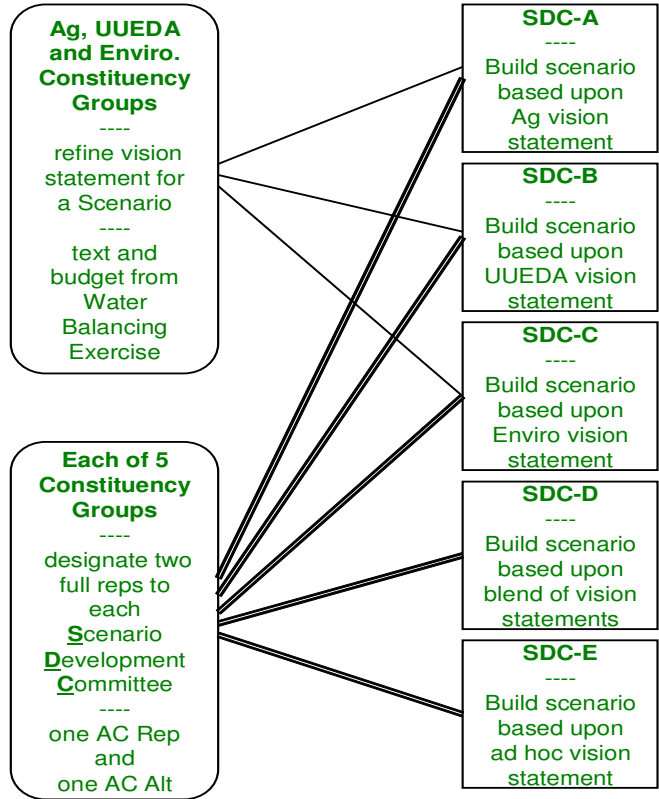 Ag, UUEDA
and Enviro.
Constituency
Groups
----
refine vision
statement for
a Scenario
----
text and
budget from
Water
Balancing
Exercise
Each of 5
Constituency
Groups
----
designate two
full reps to
each
Scenario
Development
Committee
----
one AC Rep
and
one AC Alt
SDC-A
----
Build scenario
based upon
Ag vision
statement
SDC-B
----
Build scenario
based upon
UUEDA vision
statement
SDC-C
----
Build scenario
based upon
Enviro vision
statement
SDC-D
----
Build scenario
based upon
blend of vision
statements
SDC-E
----
Build scenario
based upon
ad hoc vision
statement